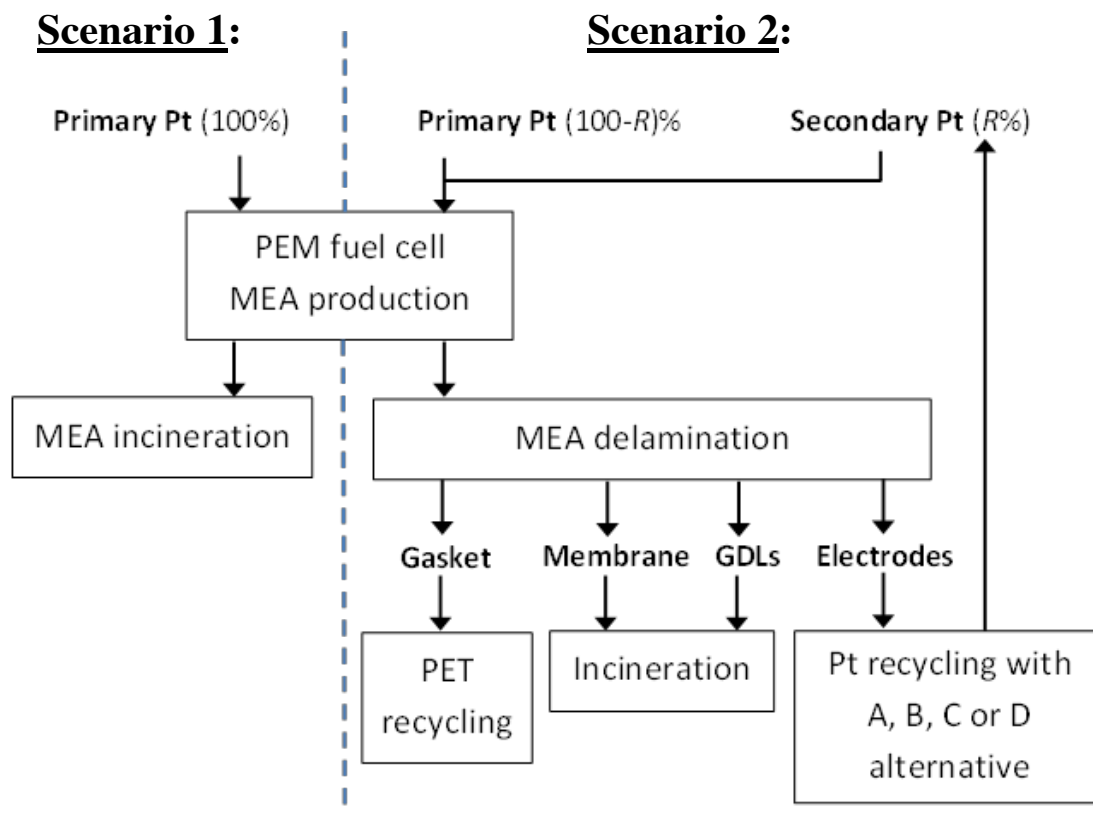 Scenario 1:
Scenario 2:
Primary Pt (100%)
Primary Pt (100-R)%
Secondary Pt (R%)
PEM fuel cell
MEA production
MEA incineration
MEA delamination
Gasket
Membrane
GDLs
Electrodes
PET
recycling
Incineration
Pt recycling with
A, B, C or D
alternative